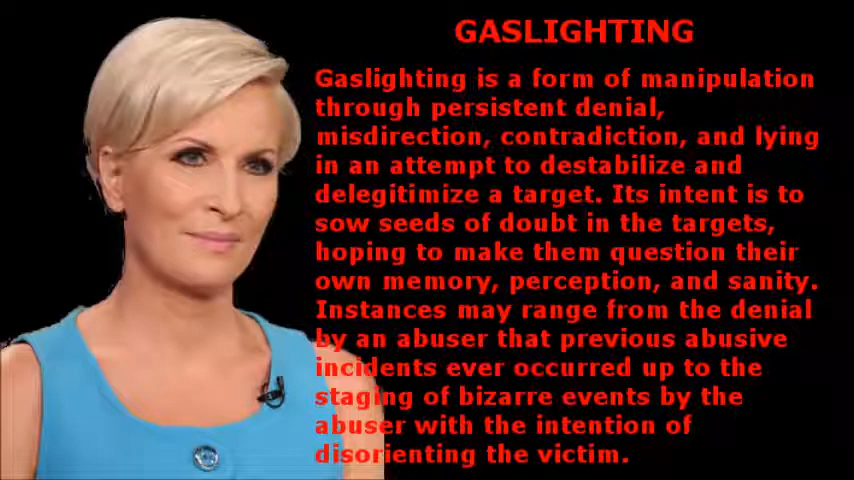 GASLIGHTING
Gaslighting is a form of manipulation
through persistent denial,
misdirection, contradiction, and lying
in an attempt to destabilize and
delegitimize a target. Its intent is to
sow seeds of doubt in the targets,
hoping to make them question their
own memory, perception, and sanity.
Instances may range from the denial
by an abuser that previous abusive
incidents ever occurred up to the
staging of bizarre events by the
abuser with the intention of
disorienting the victim.